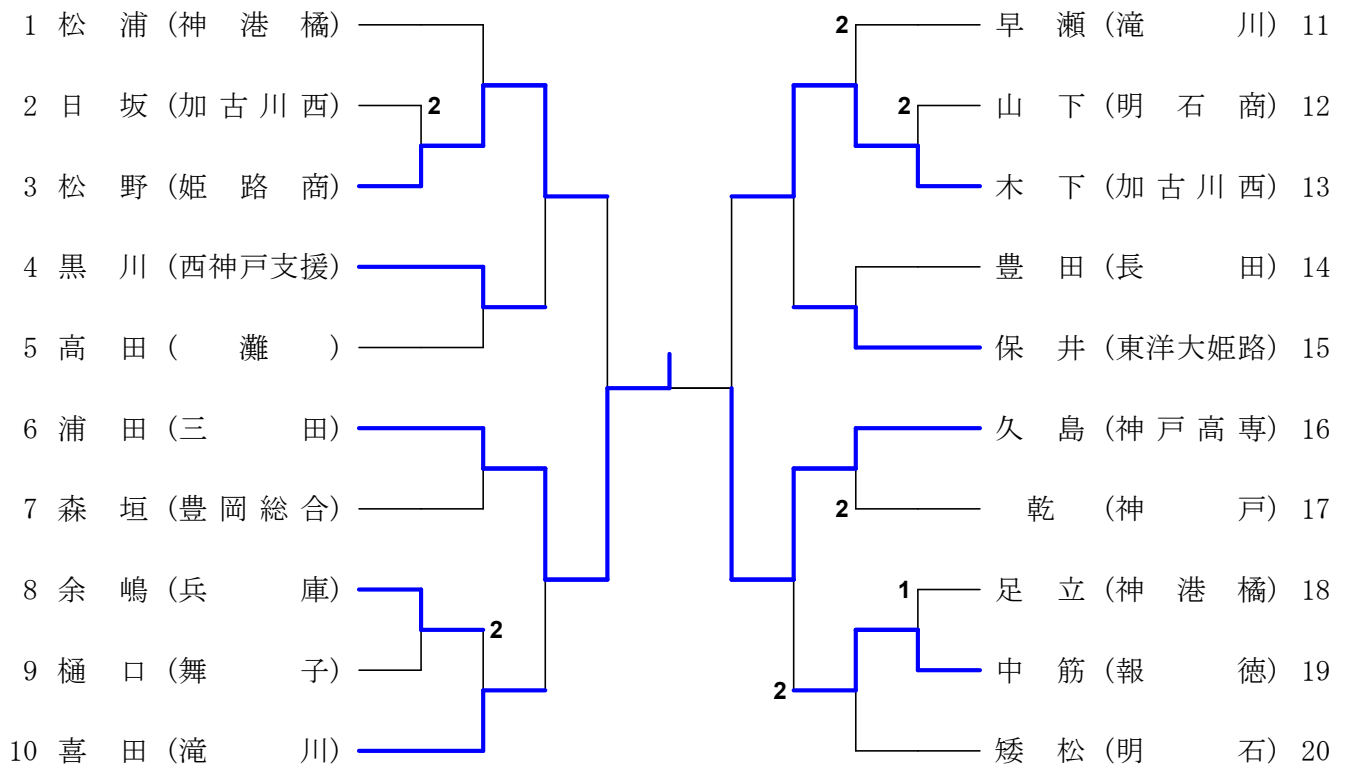 1 松 浦 (神 港 橘)
2 日 坂 (加古川西) 2
3 松 野 (姫 路 商)
4 黒 川 (西神戸支援)
5 高 田 ( 灘 )
6 浦 田 (三 田)
7 森 垣 (豊岡総合)
8 余 嶋 (兵 庫)
2
9 樋 口 (舞 子)
10 喜 田 (滝 川)
2 早 瀬 (滝 川) 11
2 山 下 (明 石 商) 12
木 下 (加古川西) 13
豊 田 (長 田) 14
保 井 (東洋大姫路) 15
久 島 (神戸高専) 16
2 乾 (神 戸) 17
1 足 立 (神 港 橘) 18
中 筋 (報 徳) 19
2
矮 松 (明 石) 20